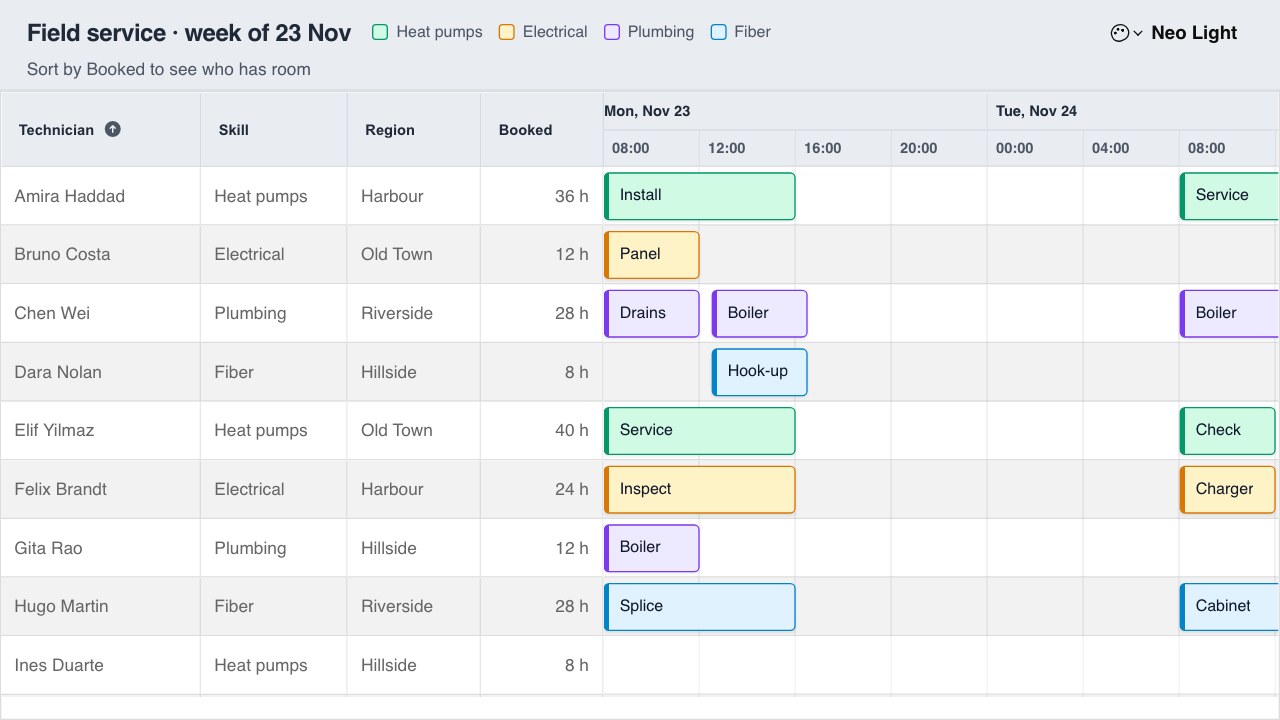 Field service · week of 23 Nov
Heat pumps Electrical Plumbing Fiber
Neo Light
Sort by Booked to see who has room
Technician Skill Region Booked
Mon, Nov 23 Tue, Nov 24
08:00 12:00 16:00 20:00 00:00 04:00 08:00
Amira Haddad Heat pumps Harbour 36 h Install Service
Bruno Costa Electrical Old Town 12 h Panel
Chen Wei Plumbing Riverside 28 h Drains Boiler Boiler
Dara Nolan Fiber Hillside 8 h Hook-up
Elif Yilmaz Heat pumps Old Town 40 h Service Check
Felix Brandt Electrical Harbour 24 h Inspect Charger
Gita Rao Plumbing Hillside 12 h Boiler
Hugo Martin Fiber Riverside 28 h Splice Cabinet
Ines Duarte Heat pumps Hillside 8 h